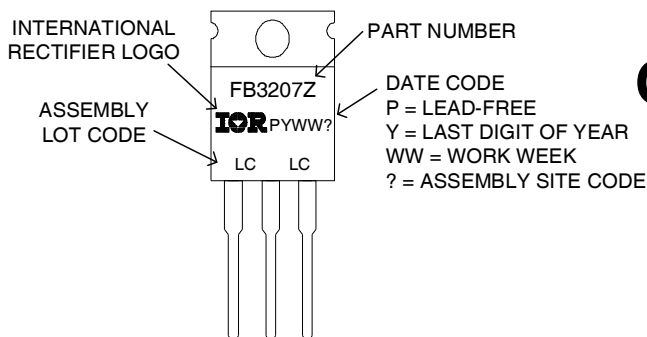 INTERNATIONAL
RECTIFIER LOGO
PART NUMBER
FB3207Z
IOR PYWW?
ASSEMBLY
LOT CODE
LC LC
DATE CODE
P = LEAD-FREE
Y = LAST DIGIT OF YEAR
WW = WORK WEEK
? = ASSEMBLY SITE CODE